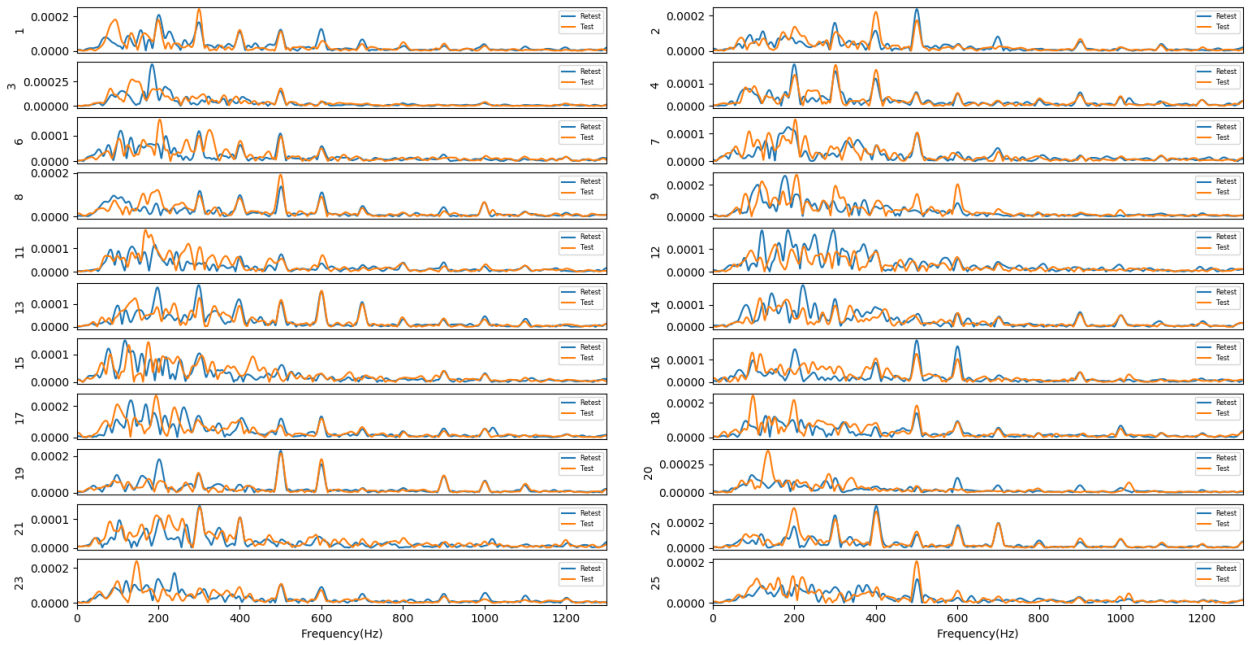 1
0.0002
0.0000
Retest
Test
2
0.0002
0.0000
Retest
Test
3
0.00025
0.00000
Retest
Test
4
0.0001
0.0000
Retest
Test
6
0.0001
0.0000
Retest
Test
7
0.0001
0.0000
Retest
Test
8
0.0002
0.0000
Retest
Test
9
0.0002
0.0000
Retest
Test
11
0.0001
0.0000
Retest
Test
12
0.0001
0.0000
Retest
Test
13
0.0001
0.0000
Retest
Test
14
0.0001
0.0000
Retest
Test
15
0.0001
0.0000
Retest
Test
16
0.0001
0.0000
Retest
Test
17
0.0002
0.0000
Retest
Test
18
0.0002
0.0000
Retest
Test
19
0.0002
0.0000
Retest
Test
20
0.00025
0.00000
Retest
Test
21
0.0001
0.0000
Retest
Test
22
0.0002
0.0000
Retest
Test
23
0.0002
0.0000
Retest
Test
0 200 400 600 800 1000 1200
Frequency(Hz)
25
0.0002
0.0000
Retest
Test
0 200 400 600 800 1000 1200
Frequency(Hz)